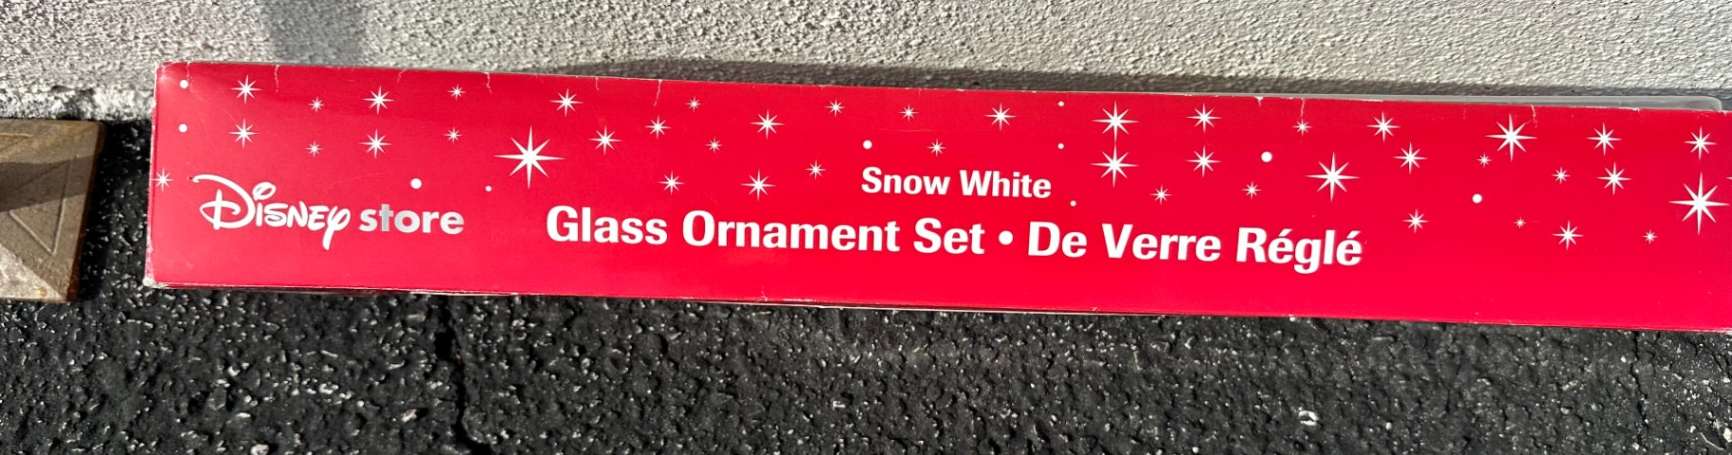 Snow White
Disney store
Glass Ornament Set • De Verre Réglé